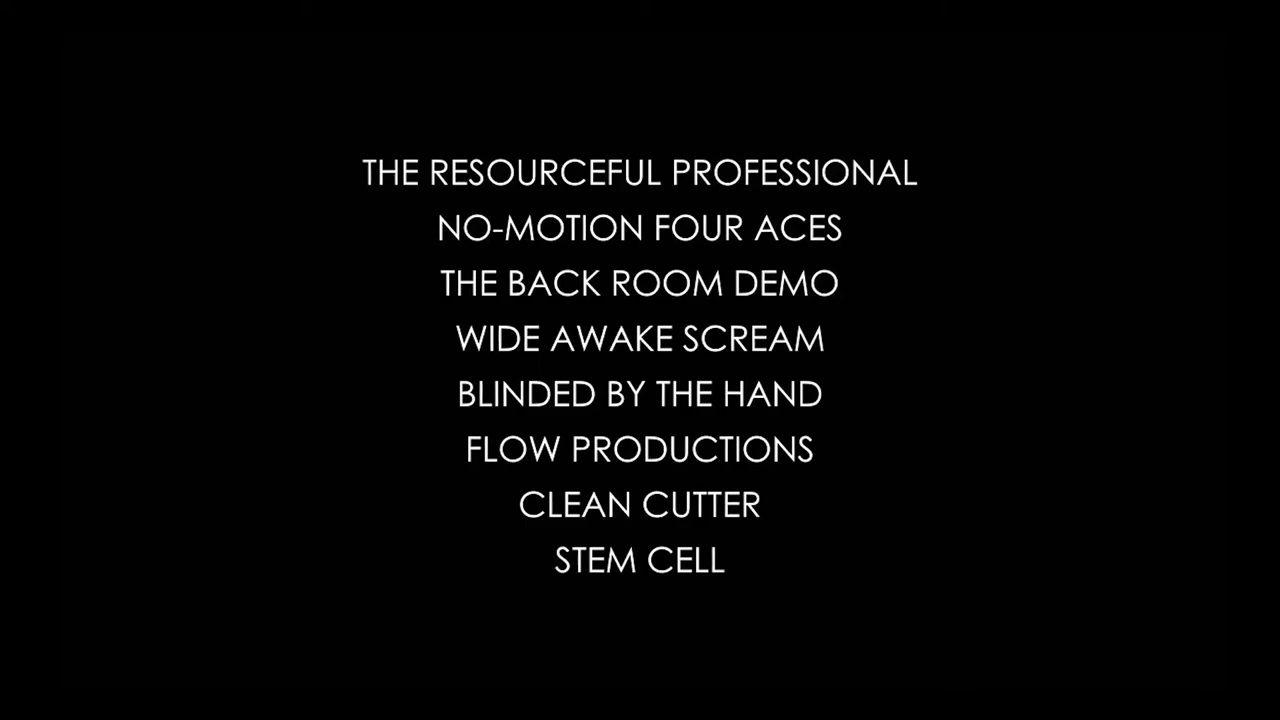 THE RESOURCEFUL PROFESSIONAL
NO-MOTION FOUR ACES
THE BACK ROOM DEMO
WIDE AWAKE SCREAM
BLINDED BY THE HAND
FLOW PRODUCTIONS
CLEAN CUTTER
STEM CELL